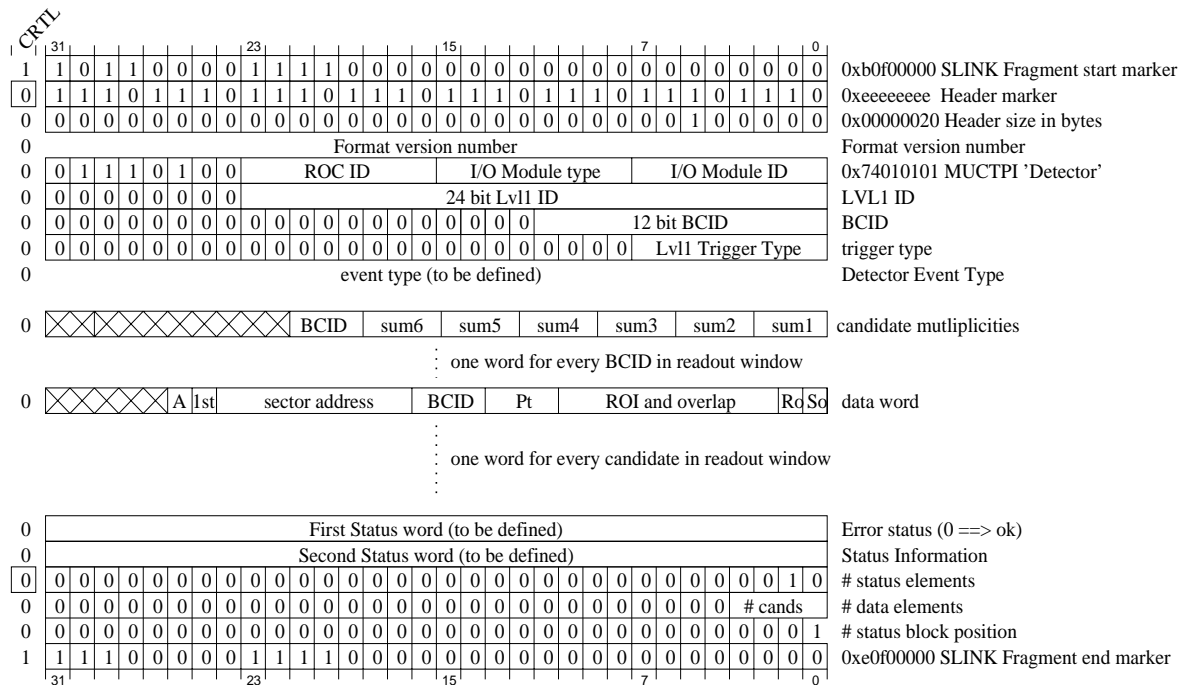 CRTL
31 23 15 7 0
1 1 0 1 1 0 0 0 0 1 1 1 1 0 0 0 0 0 0 0 0 0 0 0 0 0 0 0 0 0 0 0 0 0xb0f00000 SLINK Fragment start marker
0 1 1 1 0 1 1 1 0 1 1 1 0 1 1 1 0 1 1 1 0 1 1 1 0 1 1 1 0 1 1 1 0 0xeeeeeeee Header marker
0 0 0 0 0 0 0 0 0 0 0 0 0 0 0 0 0 0 0 0 0 0 0 0 0 0 0 1 0 0 0 0 0 0x00000020 Header size in bytes
0 Format version number Format version number
0 0 1 1 1 0 1 0 0 ROC ID I/O Module type I/O Module ID 0x74010101 MUCTPI 'Detector'
0 0 0 0 0 0 0 0 0 24 bit Lvl1 ID LVL1 ID
0 0 0 0 0 0 0 0 0 0 0 0 0 0 0 0 0 0 0 0 0 12 bit BCID BCID
0 0 0 0 0 0 0 0 0 0 0 0 0 0 0 0 0 0 0 0 0 0 0 0 0 Lvl1 Trigger Type trigger type
0 event type (to be defined) Detector Event Type
0 BCID sum6 sum5 sum4 sum3 sum2 sum1 candidate mutliplicities
one word for every BCID in readout window
0 A 1st sector address BCID Pt ROI and overlap Ro So data word
one word for every candidate in readout window
0 First Status word (to be defined) Error status (0 ==> ok)
0 Second Status word (to be defined) Status Information
0 0 0 0 0 0 0 0 0 0 0 0 0 0 0 0 0 0 0 0 0 0 0 0 0 0 0 0 0 0 0 1 0 # status elements
0 0 0 0 0 0 0 0 0 0 0 0 0 0 0 0 0 0 0 0 0 0 0 0 0 0 0 0 0 # cands # data elements
0 0 0 0 0 0 0 0 0 0 0 0 0 0 0 0 0 0 0 0 0 0 0 0 0 0 0 0 0 0 0 0 1 # status block position
1 1 1 1 0 0 0 0 0 1 1 1 1 0 0 0 0 0 0 0 0 0 0 0 0 0 0 0 0 0 0 0 0 0xe0f00000 SLINK Fragment end marker
31 23 15 7 0